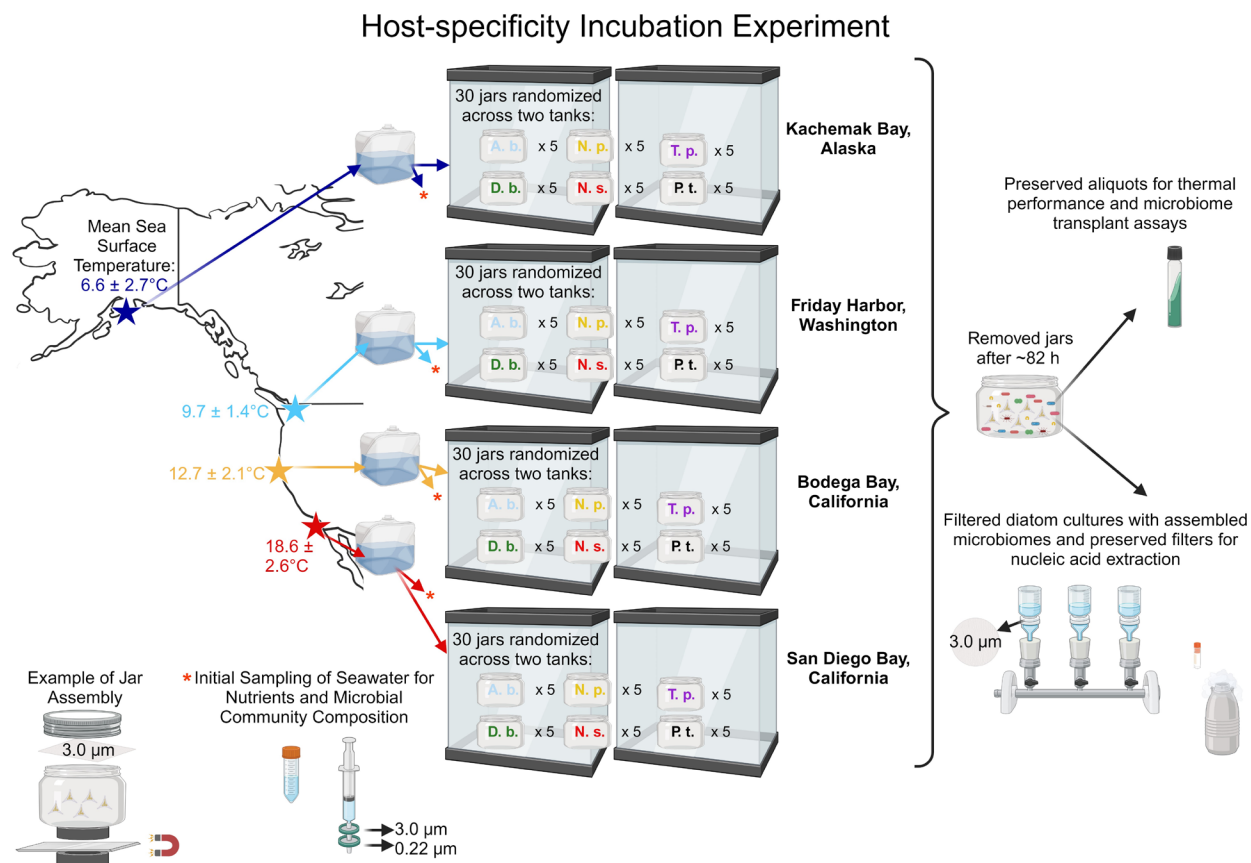 Host-specificity Incubation Experiment
30 jars randomized
across two tanks:
A. b. x 5 N. p. x 5 T. p. x 5
D. b. x 5 N. s. x 5 P. t. x 5
Kachemak Bay,
Alaska
*
Mean Sea
Surface
Temperature:
6.6 ± 2.7°C
30 jars randomized
across two tanks:
A. b. x 5 N. p. x 5 T. p. x 5
D. b. x 5 N. s. x 5 P. t. x 5
Friday Harbor,
Washington
*
9.7 ± 1.4°C
30 jars randomized
across two tanks:
A. b. x 5 N. p. x 5 T. p. x 5
D. b. x 5 N. s. x 5 P. t. x 5
Bodega Bay,
California
*
12.7 ± 2.1°C
18.6 ±
2.6°C
*
30 jars randomized
across two tanks:
A. b. x 5 N. p. x 5 T. p. x 5
D. b. x 5 N. s. x 5 P. t. x 5
San Diego Bay,
California
Example of Jar
Assembly
3.0 µm
* Initial Sampling of Seawater for
Nutrients and Microbial
Community Composition
3.0 µm
0.22 µm
Preserved aliquots for thermal
performance and microbiome
transplant assays
Removed jars
after ~82 h
Filtered diatom cultures with assembled
microbiomes and preserved filters for
nucleic acid extraction
3.0 µm